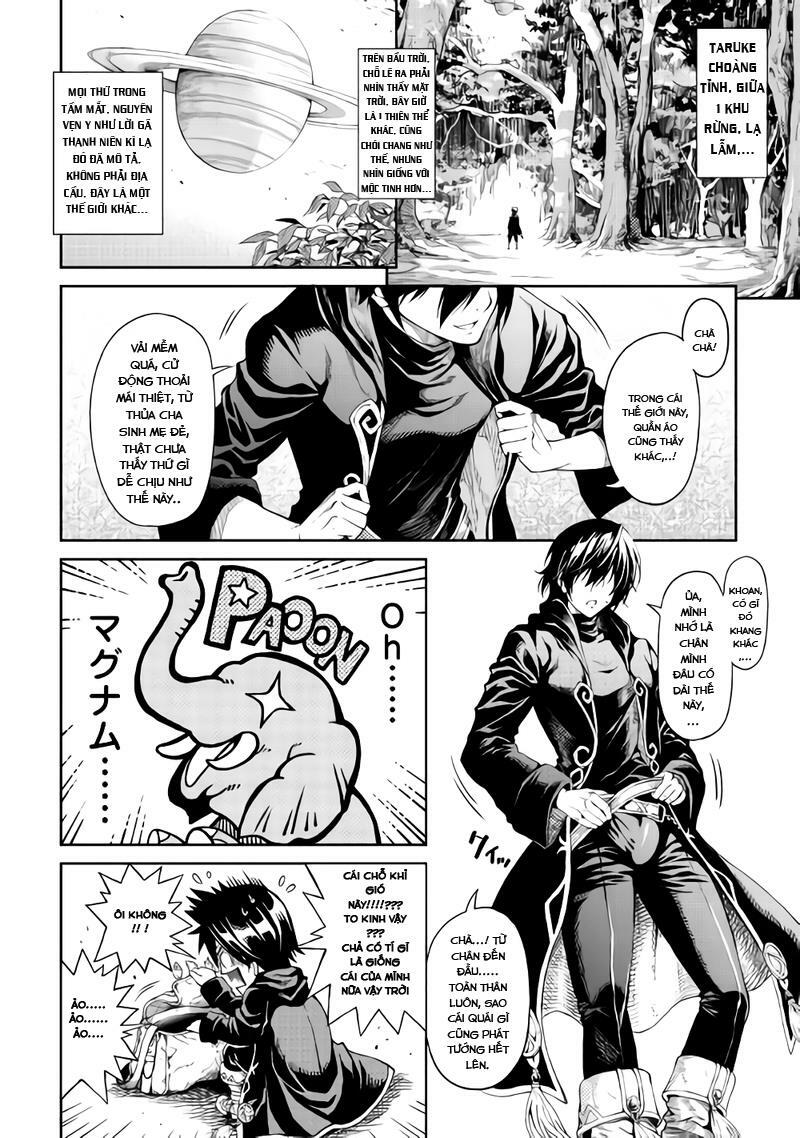 TARUKE
CHOÀNG
TỈNH, GIỮA
1 KHU
RỪNG, LẠ
LẪM,...
TRÊN BẦU TRỜI,
CHỖ LẼ RA PHẢI
NHÌN THẤY MẶT
TRỜI. BÂY GIỜ
LÀ 1 THIÊN THỂ
KHÁC, CŨNG
CHÓI CHANG NHƯ
THẾ, NHƯNG
NHÌN GIỐNG VỚI
MỘC TINH HƠN...
MỌI THỨ TRONG
TẦM MẮT, NGUYÊN
VẸN Y NHƯ LỜI GÃ
THANH NIÊN KÌ LẠ
ĐÓ ĐÃ MÔ TẢ.
KHÔNG PHẢI ĐỊA
CẦU. ĐÂY LÀ MỘT
THẾ GIỚI KHÁC...
CHÀ
CHÀ!
TRONG CÁI
THẾ GIỚI NÀY,
QUẦN ÁO
CŨNG THẤY
KHÁC,..!
VẢI MỀM
QUÁ, CỬ
ĐỘNG THOẢI
MÁI THIỆT, TỪ
THỦA CHA
SINH MẸ ĐẺ,
THẬT CHƯA
THẤY THỨ GÌ
DỄ CHỊU NHƯ
THẾ NÀY..
KHOAN,
CÓ GÌ
ĐÓ
KHANG
KHÁC
,...
ỦA,
MÌNH
NHỚ LÀ
CHÂN
MÌNH
ĐÂU CÓ
DÀI THẾ
NÀY,
...
グイッ
CHÀ...! TỪ
CHÂN ĐẾN
ĐẦU.....
TOÀN THÂN
LUÔN, SAO
CÁI QUÁI GÌ
CŨNG PHÁT
TƯỚNG HẾT
LÊN.
PAOON
Oh......
マグナム......
CÁI CHỖ KHỈ
GIÓ
NÀY!!!!???
TO KINH VẬY
???
CHẢ CÓ TÍ GÌ
LÀ GIỐNG
CÁI CỦA MÌNH
NỮA VẬY TRỜI
ÔI KHÔNG
!! !
ẢO.....
ẢO......
ẢO....